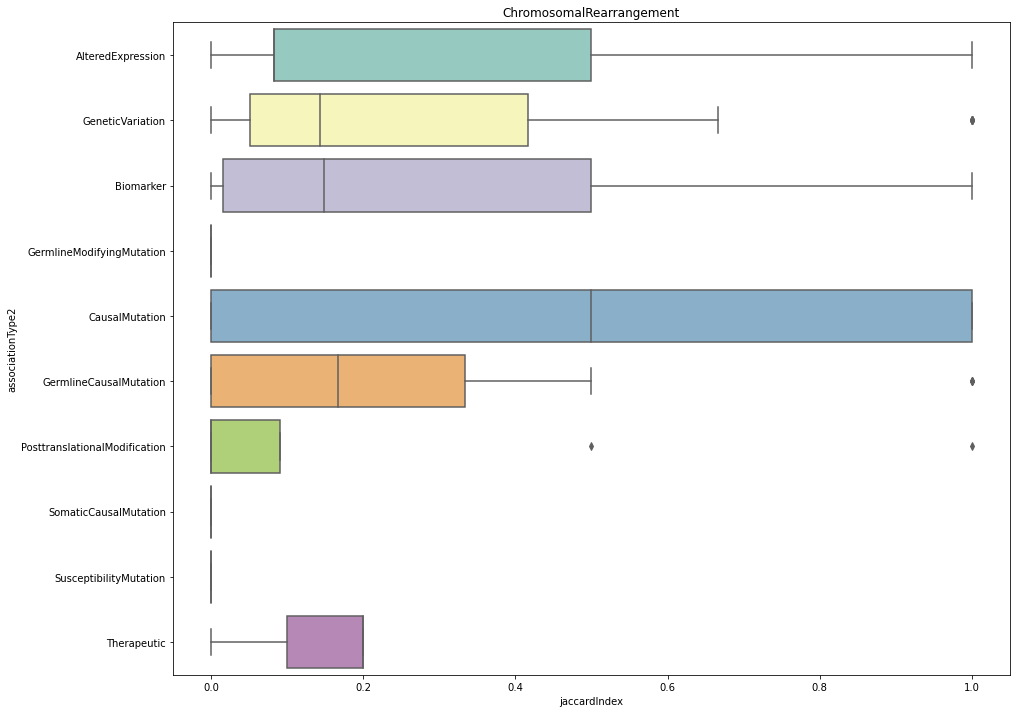 ChromosomalRearrangement
associationType2
AlteredExpression
GeneticVariation
Biomarker
GermlineModifyingMutation
CausalMutation
GermlineCausalMutation
PosttranslationalModification
SomaticCausalMutation
SusceptibilityMutation
Therapeutic
0.0 0.2 0.4 0.6 0.8 1.0
jaccardIndex